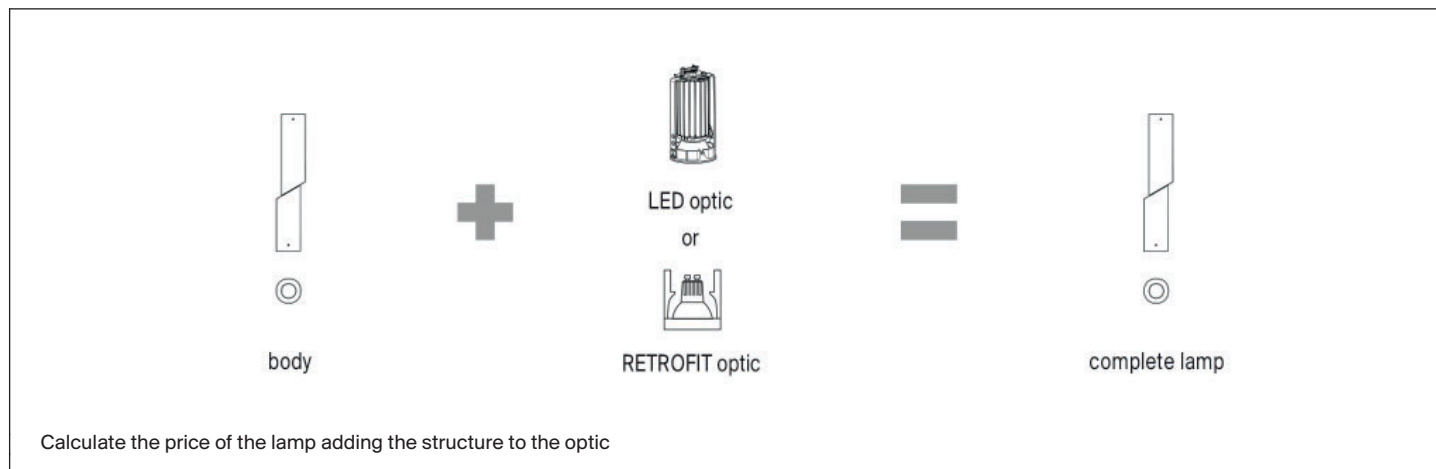 LED optic
or
body
RETROFIT optic
complete lamp
Calculate the price of the lamp adding the structure to the optic